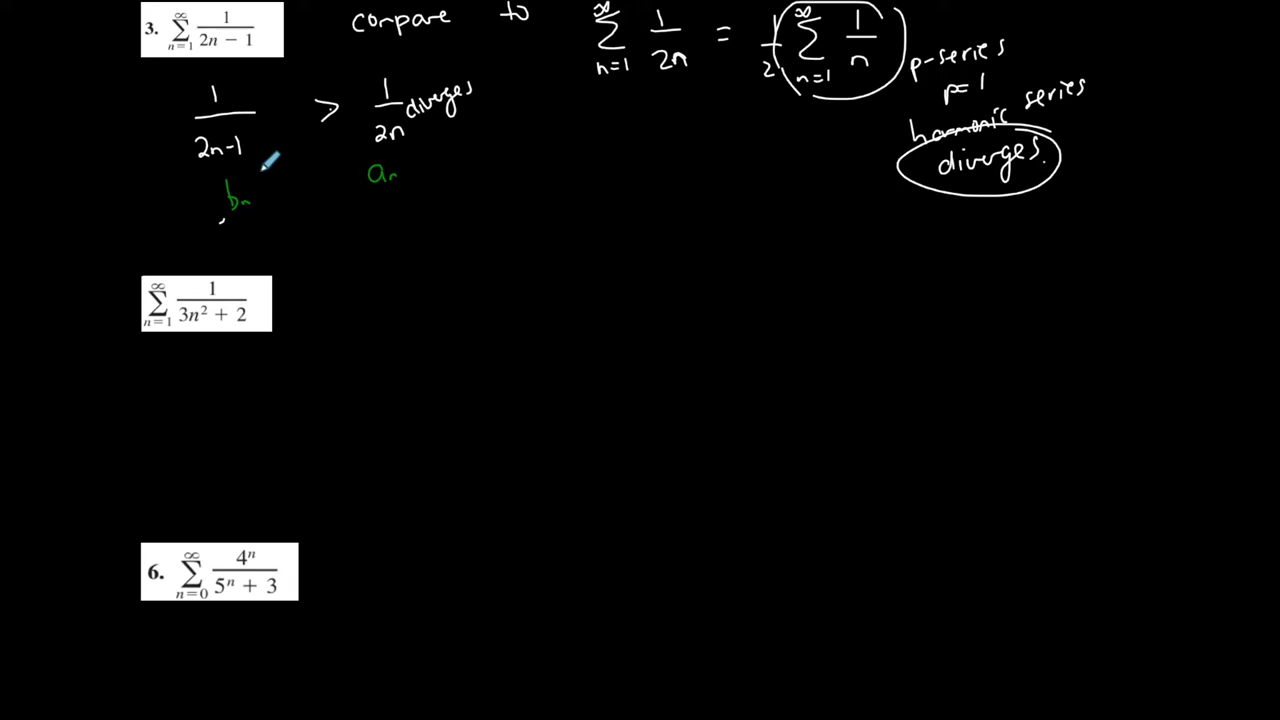 3. ∞ Σ n=1 1/(2n − 1) compare to ∞ Σ n=1 1/2n = 1/2 ∞ Σ n=1 1/n
p-series
p=1
harmonic series
diverges.
1/(2n-1) > 1/2n diverges
bn an
∞ Σ n=1 1/(3n² + 2)
6. ∞ Σ n=0 4ⁿ/(5ⁿ + 3)